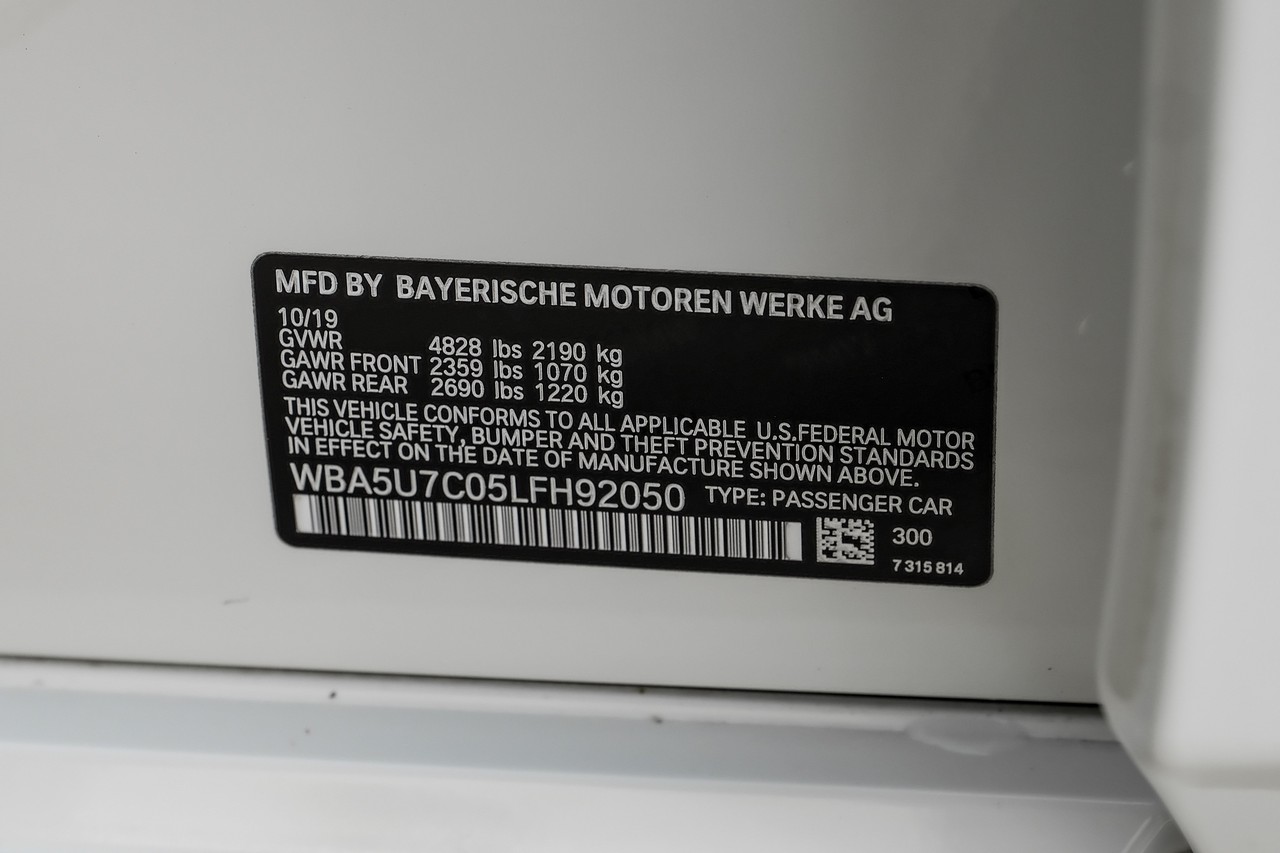 MFD BY BAYERISCHE MOTOREN WERKE AG
10/19
GVWR 4828 lbs 2190 kg
GAWR FRONT 2359 lbs 1070 kg
GAWR REAR 2690 lbs 1220 kg
THIS VEHICLE CONFORMS TO ALL APPLICABLE U.S.FEDERAL MOTOR
VEHICLE SAFETY, BUMPER AND THEFT PREVENTION STANDARDS
IN EFFECT ON THE DATE OF MANUFACTURE SHOWN ABOVE.
WBA5U7C05LFH92050 TYPE: PASSENGER CAR
300
7 315 814